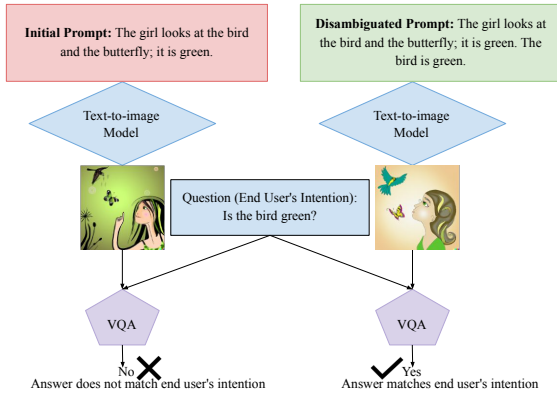 Initial Prompt: The girl looks at the bird
and the butterfly; it is green.
Disambiguated Prompt: The girl looks
at the bird and the butterfly; it is green. The
bird is green.
Text-to-image
Model
Text-to-image
Model
Question (End User's Intention):
Is the bird green?
VQA
VQA
No
Answer does not match end user's intention
Yes
Answer matches end user's intention